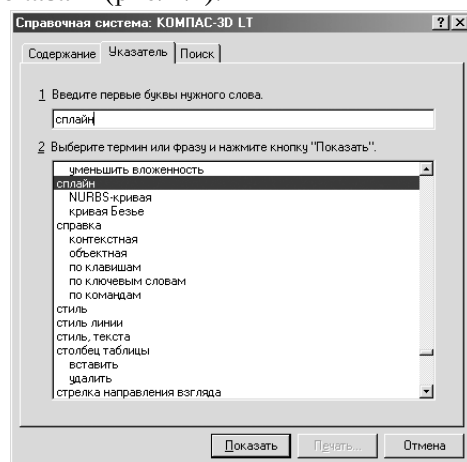 Справочная система: КОМПАС-3D LT
Содержание Указатель Поиск
1 Введите первые буквы нужного слова.
сплайн
2 Выберите термин или фразу и нажмите кнопку "Показать".
уменьшить вложенность
сплайн
NURBS-кривая
кривая Безье
справка
контекстная
объектная
по клавишам
по ключевым словам
по командам
стиль
стиль линии
стиль, текста
столбец таблицы
вставить
удалить
стрелка направления взгляда
Показать Печать... Отмена